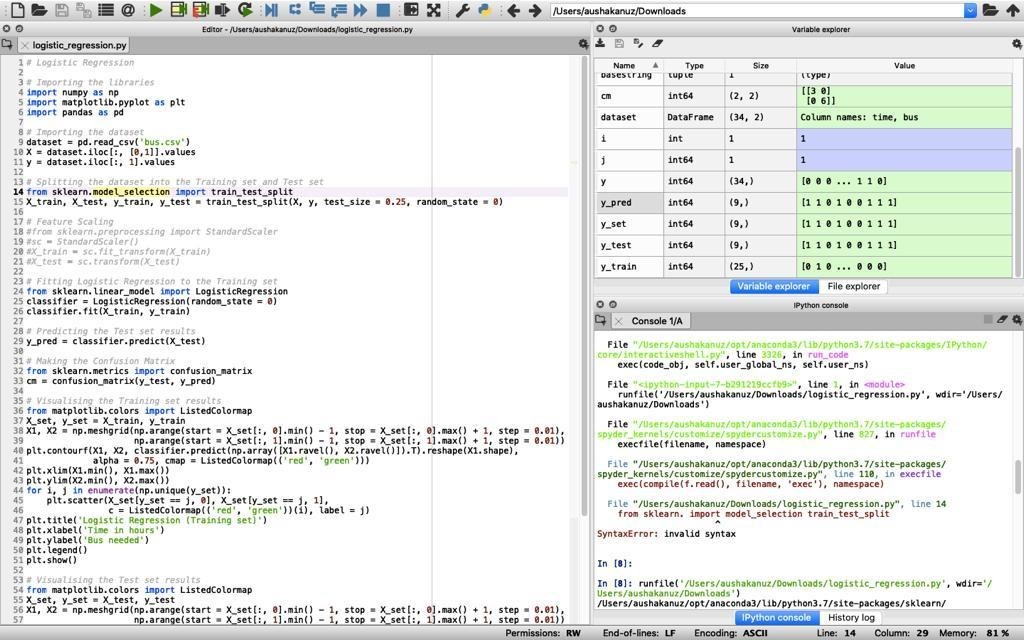 /Users/aushakanuz/Downloads
Editor - /Users/aushakanuz/Downloads/logistic_regression.py
logistic_regression.py
1 # Logistic Regression
2
3 # Importing the libraries
4 import numpy as np
5 import matplotlib.pyplot as plt
6 import pandas as pd
7
8 # Importing the dataset
9 dataset = pd.read_csv('bus.csv')
10 X = dataset.iloc[:, [0,1]].values
11 y = dataset.iloc[:, 1].values
12
13 # Splitting the dataset into the Training set and Test set
14 from sklearn.model_selection import train_test_split
15 X_train, X_test, y_train, y_test = train_test_split(X, y, test_size = 0.25, random_state = 0)
16
17 # Feature Scaling
18 #from sklearn.preprocessing import StandardScaler
19 #sc = StandardScaler()
20 #X_train = sc.fit_transform(X_train)
21 #X_test = sc.transform(X_test)
22
23 # Fitting Logistic Regression to the Training set
24 from sklearn.linear_model import LogisticRegression
25 classifier = LogisticRegression(random_state = 0)
26 classifier.fit(X_train, y_train)
27
28 # Predicting the Test set results
29 y_pred = classifier.predict(X_test)
30
31 # Making the Confusion Matrix
32 from sklearn.metrics import confusion_matrix
33 cm = confusion_matrix(y_test, y_pred)
34
35 # Visualising the Training set results
36 from matplotlib.colors import ListedColormap
37 X_set, y_set = X_train, y_train
38 X1, X2 = np.meshgrid(np.arange(start = X_set[:, 0].min() - 1, stop = X_set[:, 0].max() + 1, step = 0.01),
39 np.arange(start = X_set[:, 1].min() - 1, stop = X_set[:, 1].max() + 1, step = 0.01))
40 plt.contourf(X1, X2, classifier.predict(np.array([X1.ravel(), X2.ravel()]).T).reshape(X1.shape),
41 alpha = 0.75, cmap = ListedColormap(('red', 'green')))
42 plt.xlim(X1.min(), X1.max())
43 plt.ylim(X2.min(), X2.max())
44 for i, j in enumerate(np.unique(y_set)):
45 plt.scatter(X_set[y_set == j, 0], X_set[y_set == j, 1],
46 c = ListedColormap(('red', 'green'))(i), label = j)
47 plt.title('Logistic Regression (Training set)')
48 plt.xlabel('Time in hours')
49 plt.ylabel('Bus needed')
50 plt.legend()
51 plt.show()
52
53 # Visualising the Test set results
54 from matplotlib.colors import ListedColormap
55 X_set, y_set = X_test, y_test
56 X1, X2 = np.meshgrid(np.arange(start = X_set[:, 0].min() - 1, stop = X_set[:, 0].max() + 1, step = 0.01),
np.arange(start = X_set[:, 1].min() - 1, stop = X_set[:, 1].max() + 1, step = 0.01))
Variable explorer
Name Type Size Value
basestring tuple 1 (type)
cm int64 (2, 2) [[3 0]
[0 6]]
dataset DataFrame (34, 2) Column names: time, bus
i int 1 1
j int64 1 1
y int64 (34,) [0 0 0 ... 1 1 0]
y_pred int64 (9,) [1 1 0 1 0 0 1 1 1]
y_set int64 (9,) [1 1 0 1 0 0 1 1 1]
y_test int64 (9,) [1 1 0 1 0 0 1 1 1]
y_train int64 (25,) [0 1 0 ... 0 0 0]
Variable explorer File explorer
IPython console
Console 1/A
File "/Users/aushakanuz/opt/anaconda3/lib/python3.7/site-packages/IPython/
core/interactiveshell.py", line 3326, in run_code
exec(code_obj, self.user_global_ns, self.user_ns)
File "<ipython-input-7-b291219ccfb9>", line 1, in <module>
runfile('/Users/aushakanuz/Downloads/logistic_regression.py', wdir='/Users/
aushakanuz/Downloads')
File "/Users/aushakanuz/opt/anaconda3/lib/python3.7/site-packages/
spyder_kernels/customize/spydercustomize.py", line 827, in runfile
execfile(filename, namespace)
File "/Users/aushakanuz/opt/anaconda3/lib/python3.7/site-packages/
spyder_kernels/customize/spydercustomize.py", line 110, in execfile
exec(compile(f.read(), filename, 'exec'), namespace)
File "/Users/aushakanuz/Downloads/logistic_regression.py", line 14
from sklearn. import model_selection train_test_split
^
SyntaxError: invalid syntax
In [8]:
In [8]: runfile('/Users/aushakanuz/Downloads/logistic_regression.py', wdir='/
Users/aushakanuz/Downloads')
/Users/aushakanuz/opt/anaconda3/lib/python3.7/site-packages/sklearn/
IPython console History log
Permissions: RW End-of-lines: LF Encoding: ASCII Line: 14 Column: 29 Memory: 81 %